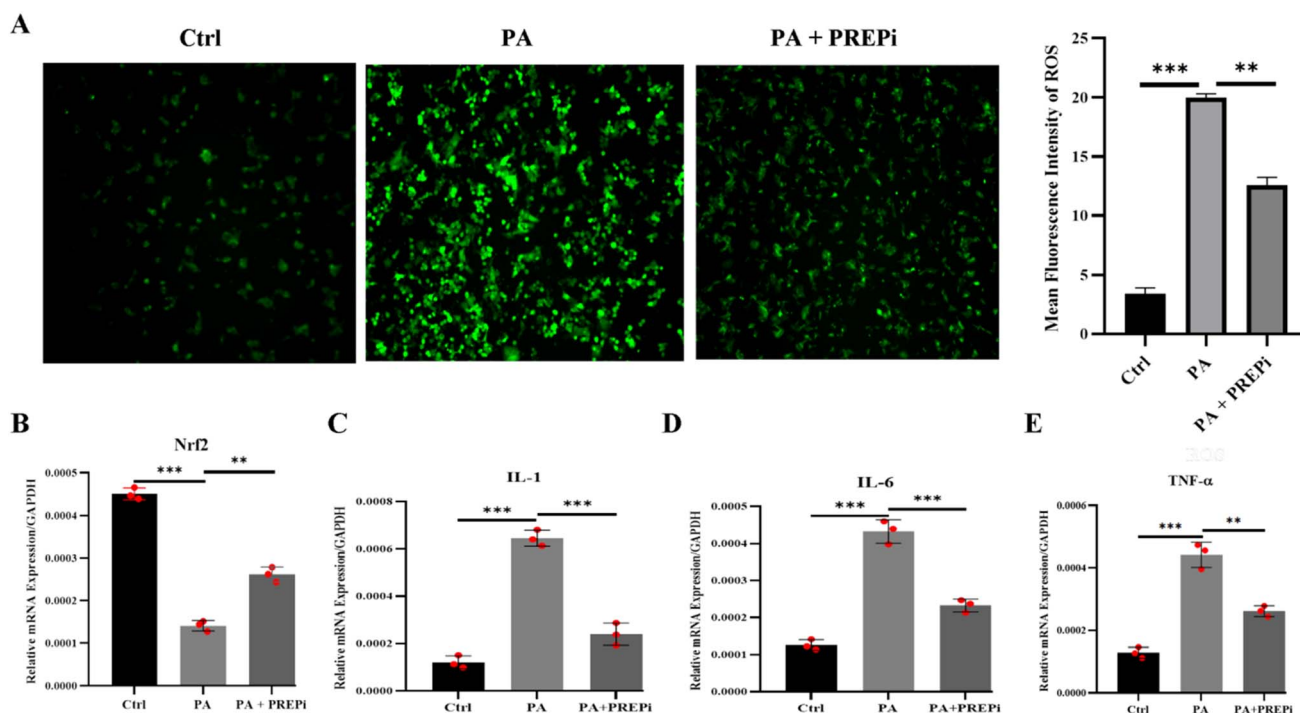 A
Ctrl
PA
PA + PREPi
Mean Fluorescence Intensity of ROS
25
20
15
10
5
0
***
**
Ctrl
PA
PA + PREPi
B
Nrf2
Relative mRNA Expression/GAPDH
0.0005
0.0004
0.0003
0.0002
0.0001
0.0000
***
**
Ctrl
PA
PA + PREPi
C
IL-1
Relative mRNA Expression/GAPDH
0.0008
0.0006
0.0004
0.0002
0.0000
***
***
Ctrl
PA
PA+PREPi
D
IL-6
Relative mRNA Expression/GAPDH
0.0005
0.0004
0.0003
0.0002
0.0001
0.0000
***
***
Ctrl
PA
PA+PREPi
E
TNF-α
Relative mRNA Expression/GAPDH
0.0006
0.0004
0.0002
0.0000
***
**
Ctrl
PA
PA+PREPi